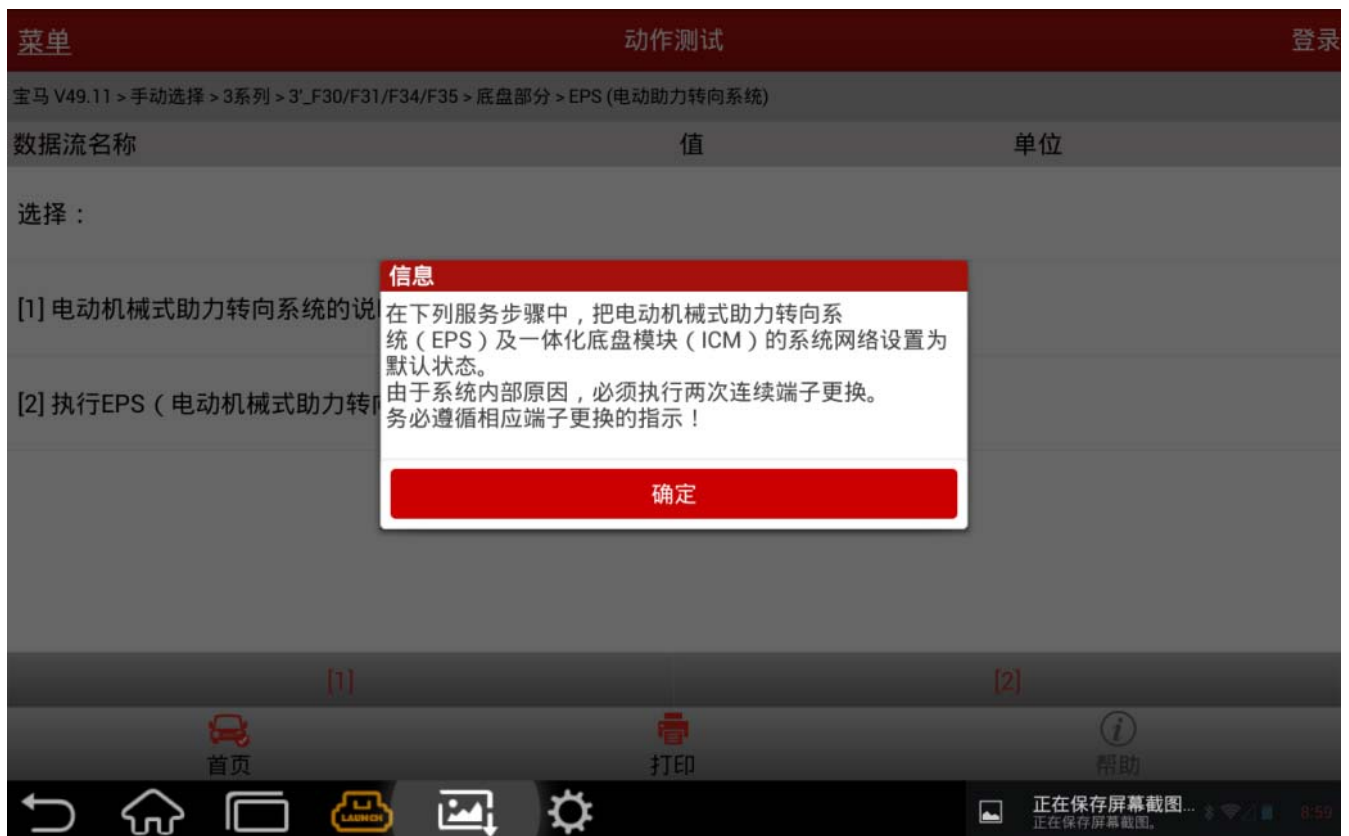 菜单
动作测试
登录
宝马 V49.11 > 手动选择 > 3系列 > 3'_F30/F31/F34/F35 > 底盘部分 > EPS (电动助力转向系统)
数据流名称 值 单位
选择：
[1] 电动机械式助力转向系统的说
[2] 执行EPS（电动机械式助力转
信息
在下列服务步骤中，把电动机械式助力转向系
统（EPS）及一体化底盘模块（ICM）的系统网络设置为
默认状态。
由于系统内部原因，必须执行两次连续端子更换。
务必遵循相应端子更换的指示！
确定
[1] [2]
首页 打印 帮助
LAUNCH
正在保存屏幕截图...
正在保存屏幕截图。
8:59